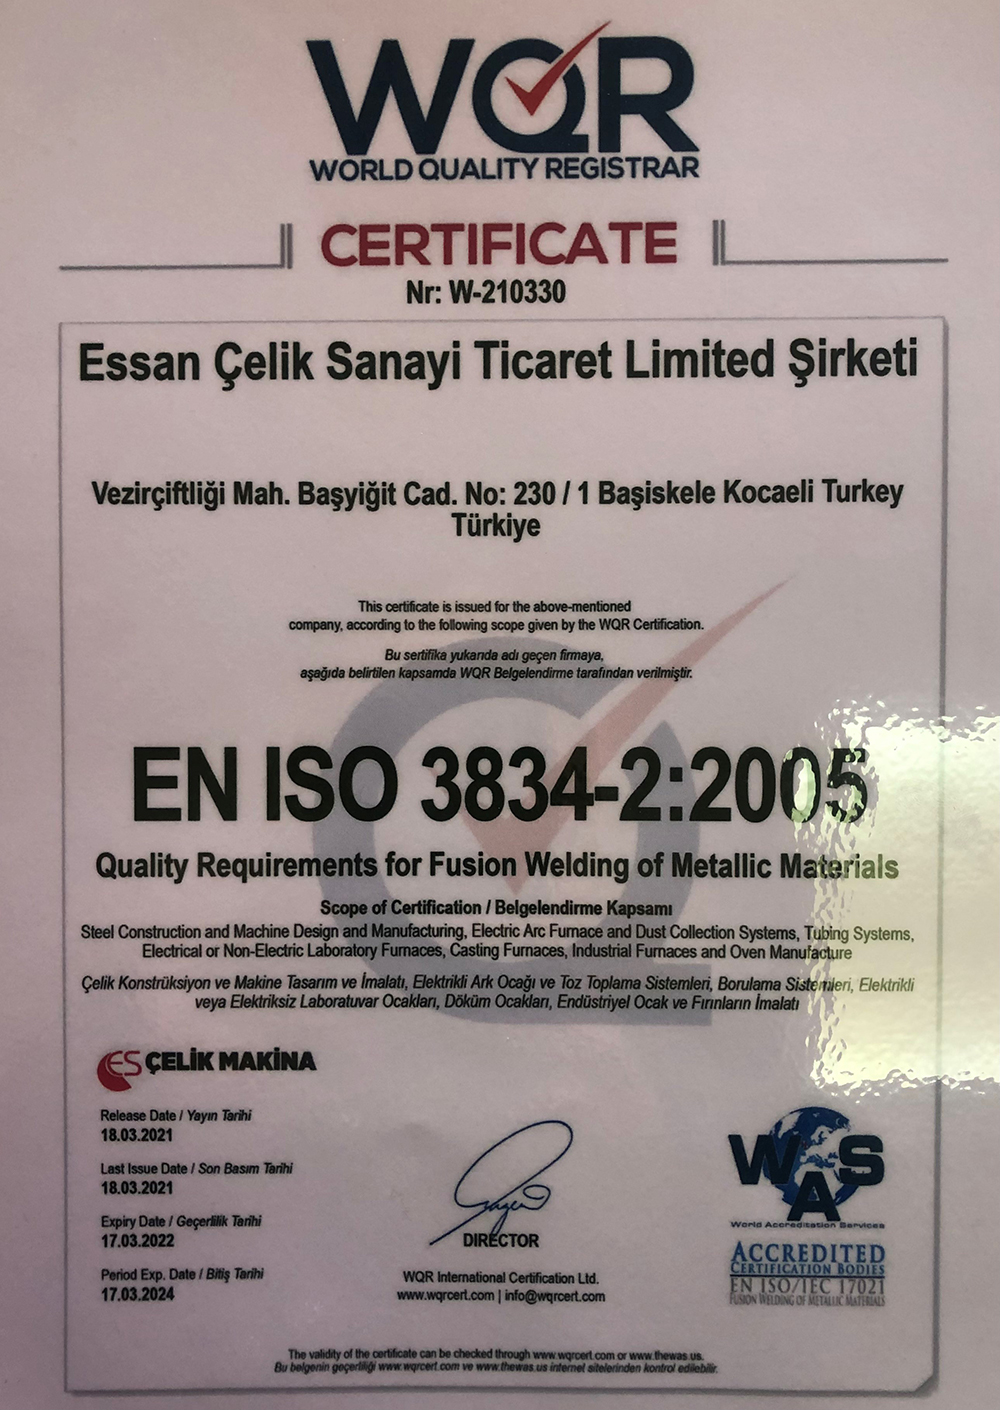 WQR
WORLD QUALITY REGISTRAR
CERTIFICATE
Nr: W-210330
Essan Çelik Sanayi Ticaret Limited Şirketi
Vezirçiftliği Mah. Başyiğit Cad. No: 230 / 1 Başiskele Kocaeli Turkey
Türkiye
This certificate is issued for the above-mentioned
company, according to the following scope given by the WQR Certification.
Bu sertifika yukarıda adı geçen firmaya,
aşağıda belirtilen kapsamda WQR Belgelendirme tarafından verilmiştir.
EN ISO 3834-2:2005
Quality Requirements for Fusion Welding of Metallic Materials
Scope of Certification / Belgelendirme Kapsamı
Steel Construction and Machine Design and Manufacturing, Electric Arc Furnace and Dust Collection Systems, Tubing Systems,
Electrical or Non-Electric Laboratory Furnaces, Casting Furnaces, Industrial Furnaces and Oven Manufacture
Çelik Konstrüksiyon ve Makine Tasarım ve İmalatı, Elektrikli Ark Ocağı ve Toz Toplama Sistemleri, Borulama Sistemleri, Elektrikli
veya Elektriksiz Laboratuvar Ocakları, Döküm Ocakları, Endüstriyel Ocak ve Fırınların İmalatı
ES ÇELİK MAKİNA
Release Date / Yayın Tarihi
18.03.2021
Last Issue Date / Son Basım Tarihi
18.03.2021
Expiry Date / Geçerlilik Tarihi
17.03.2022
Period Exp. Date / Bitiş Tarihi
17.03.2024
DIRECTOR
WQR International Certification Ltd.
www.wqrcert.com | info@wqrcert.com
WAS
World Accreditation Services
ACCREDITED
CERTIFICATION BODIES
EN ISO/IEC 17021
FUSION WELDING OF METALLIC MATERIALS
The validity of the certificate can be checked through www.wqrcert.com or www.thewas.us.
Bu belgenin geçerliliği www.wqrcert.com ve www.thewas.us internet sitelerinden kontrol edilebilir.